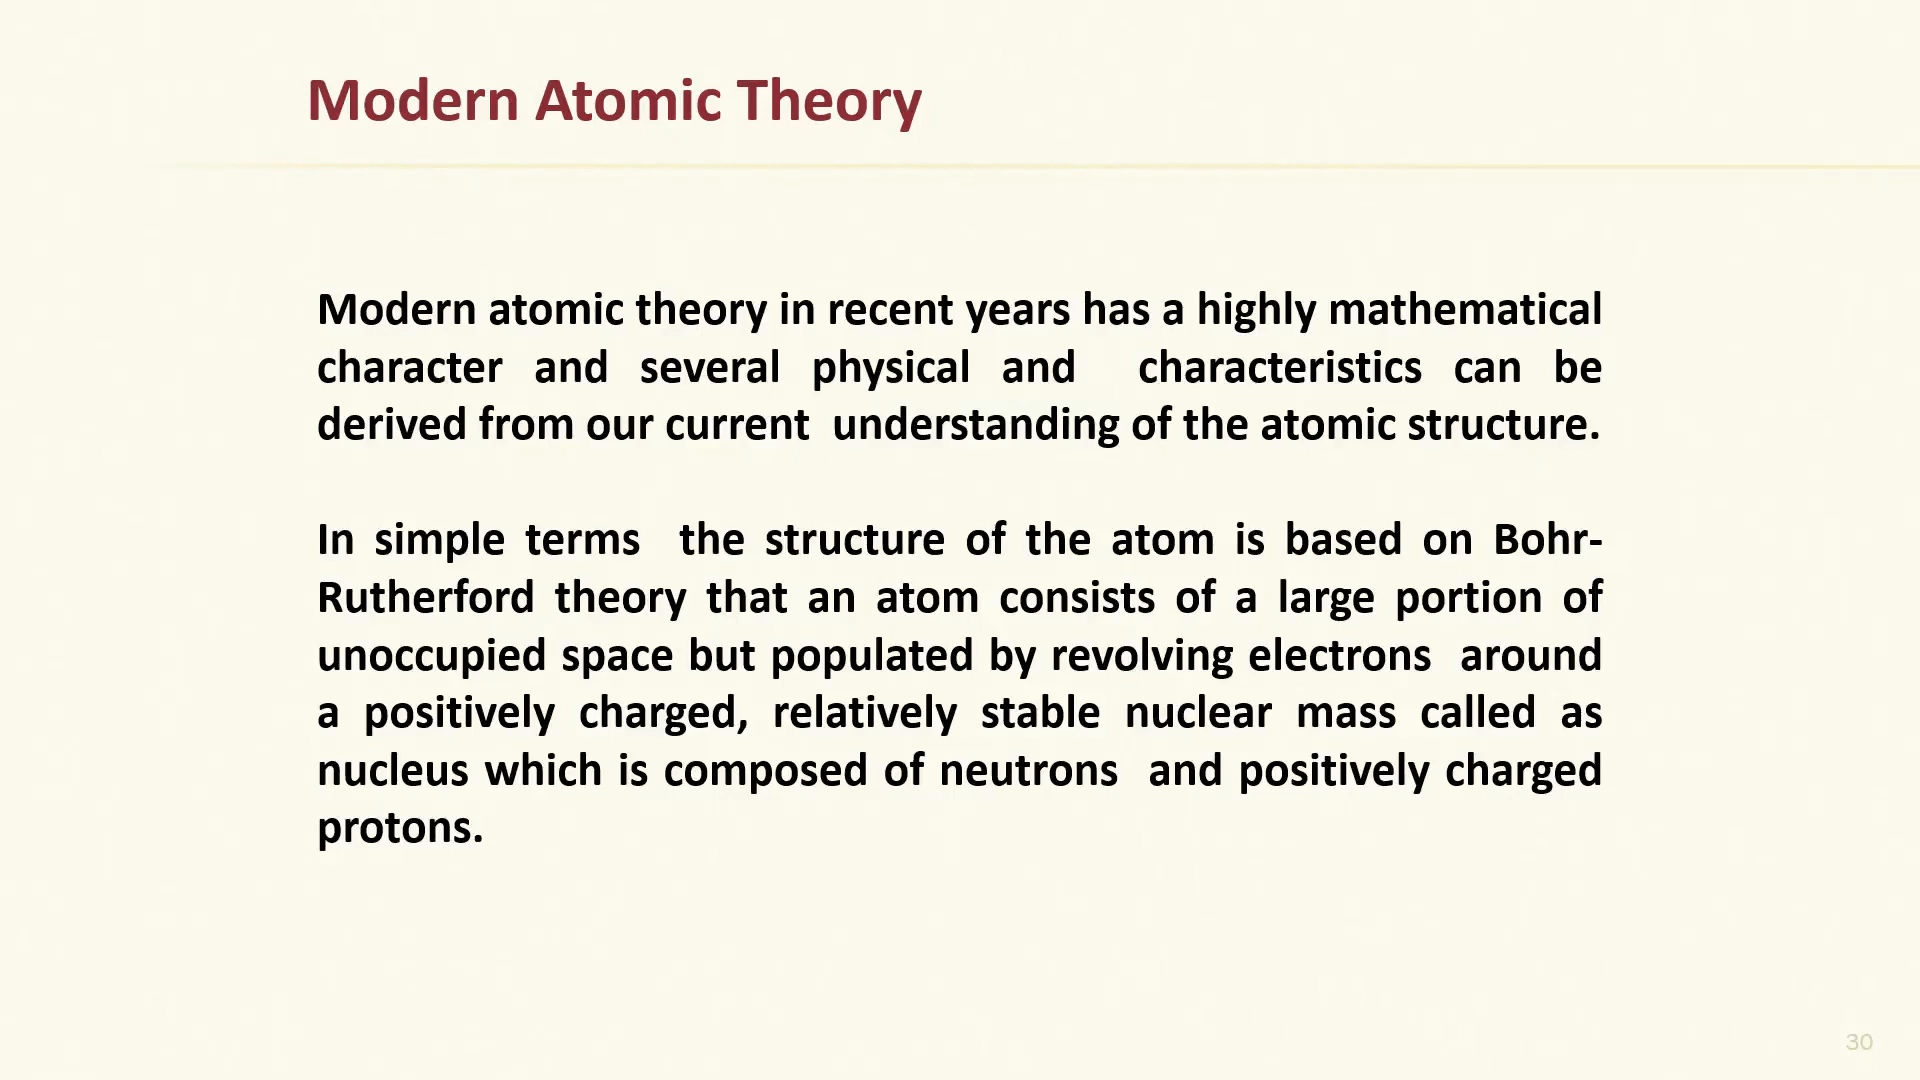 Modern Atomic Theory
Modern atomic theory in recent years has a highly mathematical
character and several physical and characteristics can be
derived from our current understanding of the atomic structure.
In simple terms the structure of the atom is based on Bohr-
Rutherford theory that an atom consists of a large portion of
unoccupied space but populated by revolving electrons around
a positively charged, relatively stable nuclear mass called as
nucleus which is composed of neutrons and positively charged
protons.
30